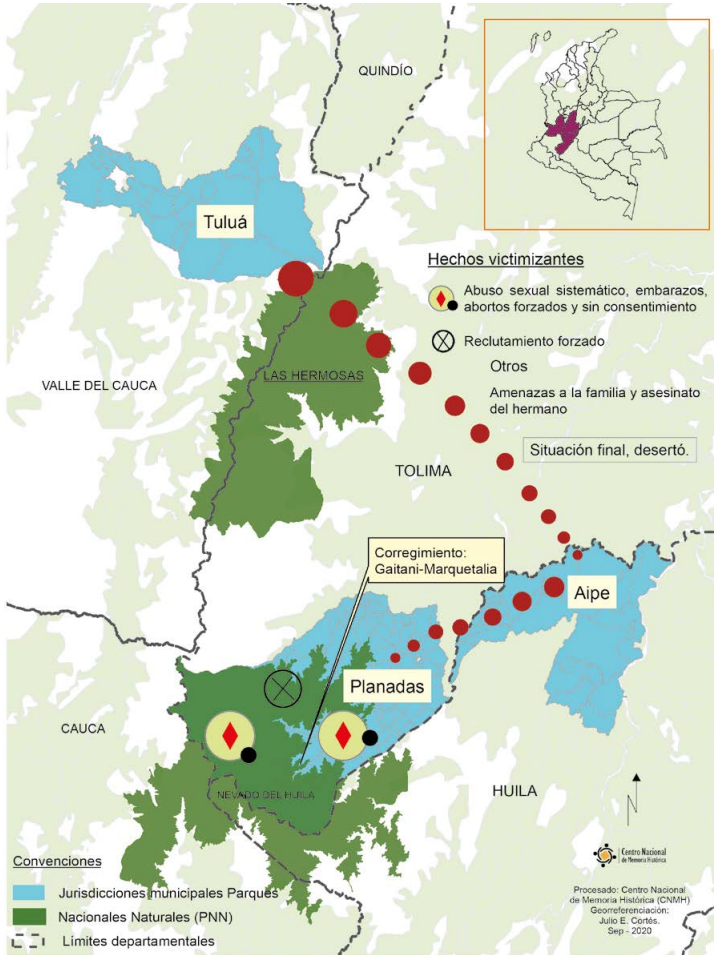 QUINDÍO
Tuluá
Hechos victimizantes
Abuso sexual sistemático, embarazos,
abortos forzados y sin consentimiento
Reclutamiento forzado
Otros
Amenazas a la familia y asesinato
del hermano
Situación final, desertó.
LAS HERMOSAS
VALLE DEL CAUCA
TOLIMA
Corregimiento:
Gaitani-Marquetalia
Aipe
Planadas
CAUCA
NEVADO DEL HUILA
HUILA
N
Centro Nacional
de Memoria Histórica
Procesado: Centro Nacional
de Memoria Histórica (CNMH)
Georreferenciación:
Julio E. Cortés.
Sep - 2020
Convenciones
Jurisdicciones municipales Parques
Nacionales Naturales (PNN)
Límites departamentales